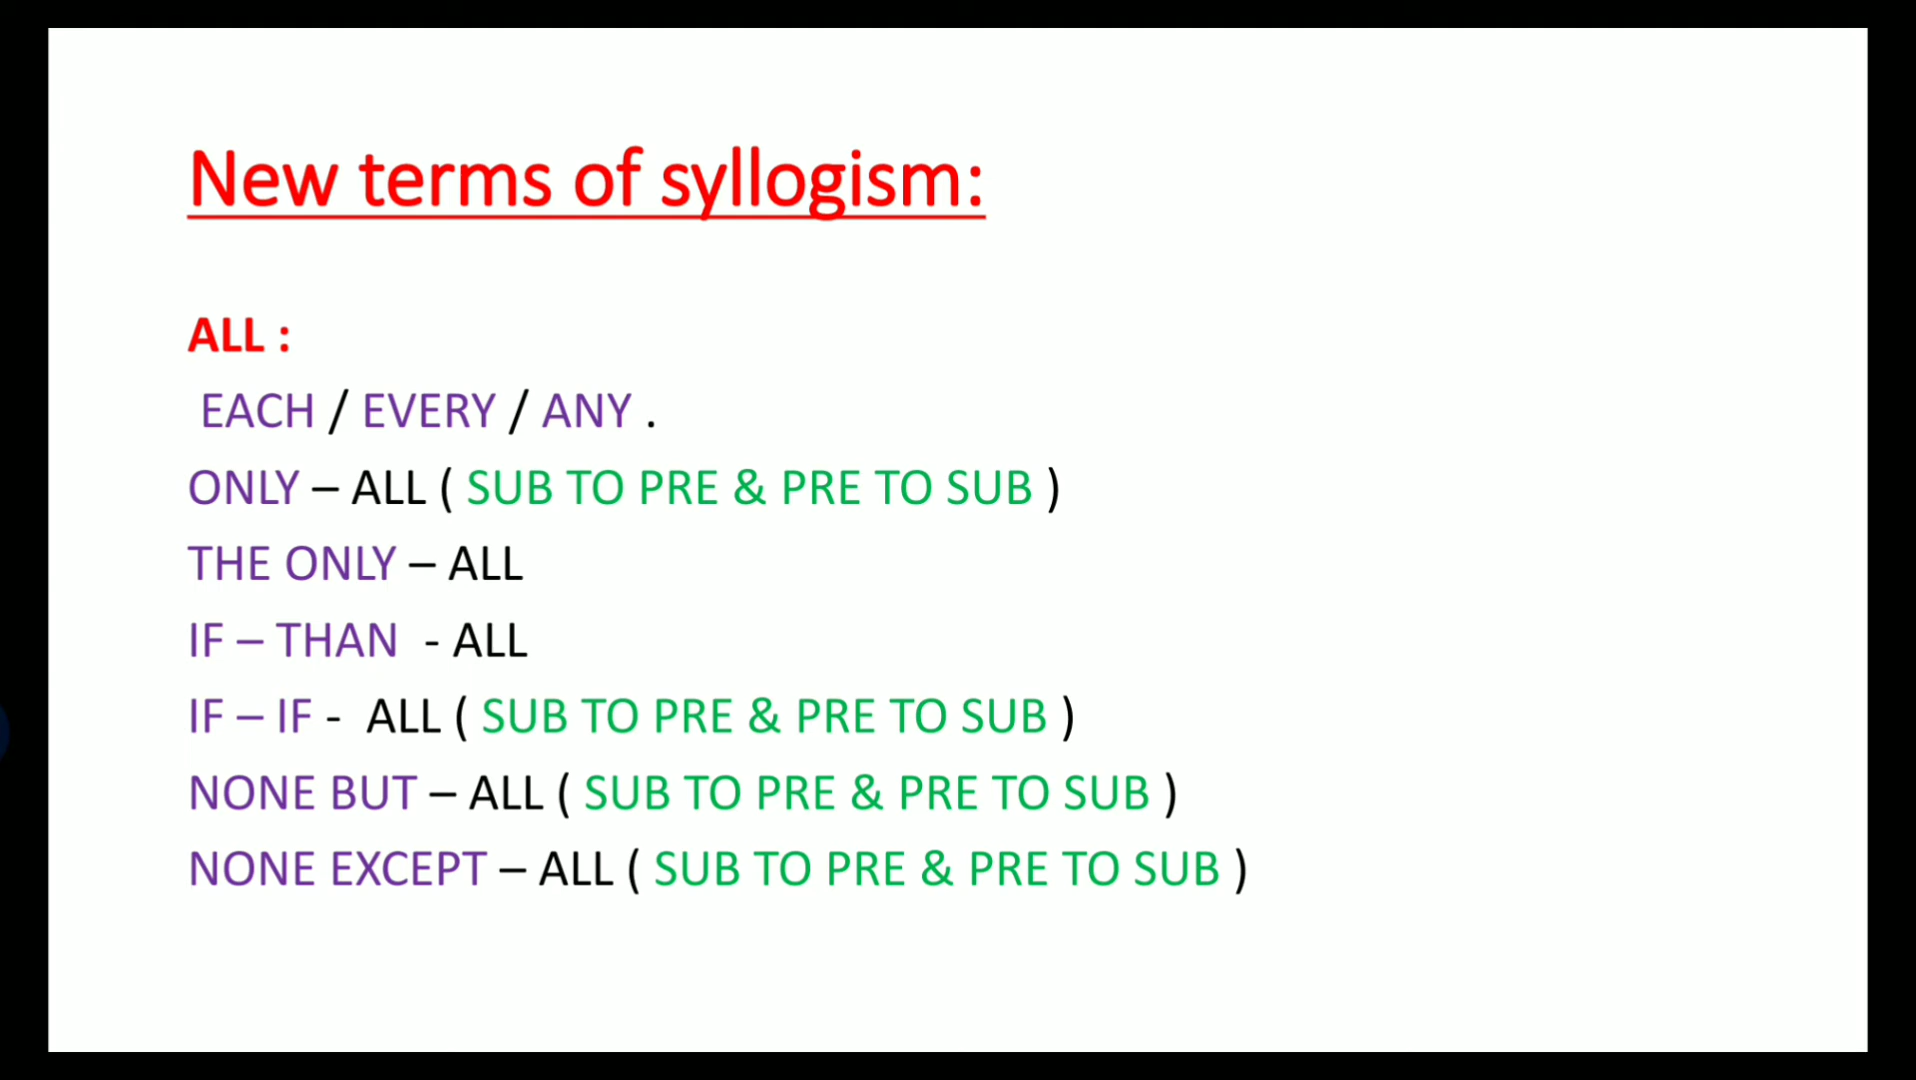 New terms of syllogism:
ALL :
EACH / EVERY / ANY .
ONLY – ALL ( SUB TO PRE & PRE TO SUB )
THE ONLY – ALL
IF – THAN - ALL
IF – IF - ALL ( SUB TO PRE & PRE TO SUB )
NONE BUT – ALL ( SUB TO PRE & PRE TO SUB )
NONE EXCEPT – ALL ( SUB TO PRE & PRE TO SUB )